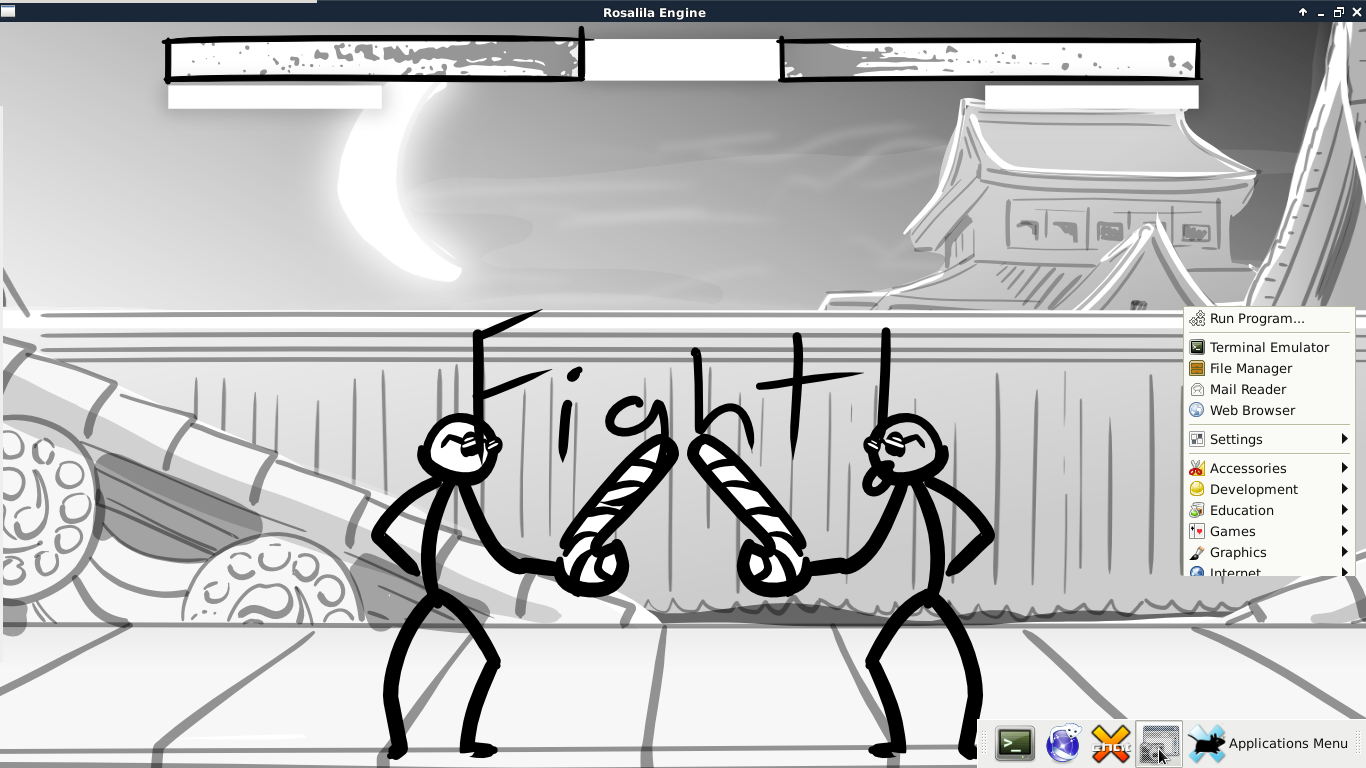 Rosalila Engine
Fight!
Run Program...
Terminal Emulator
File Manager
Mail Reader
Web Browser
Settings
Accessories
Development
Education
Games
Graphics
Internet
chat
Applications Menu